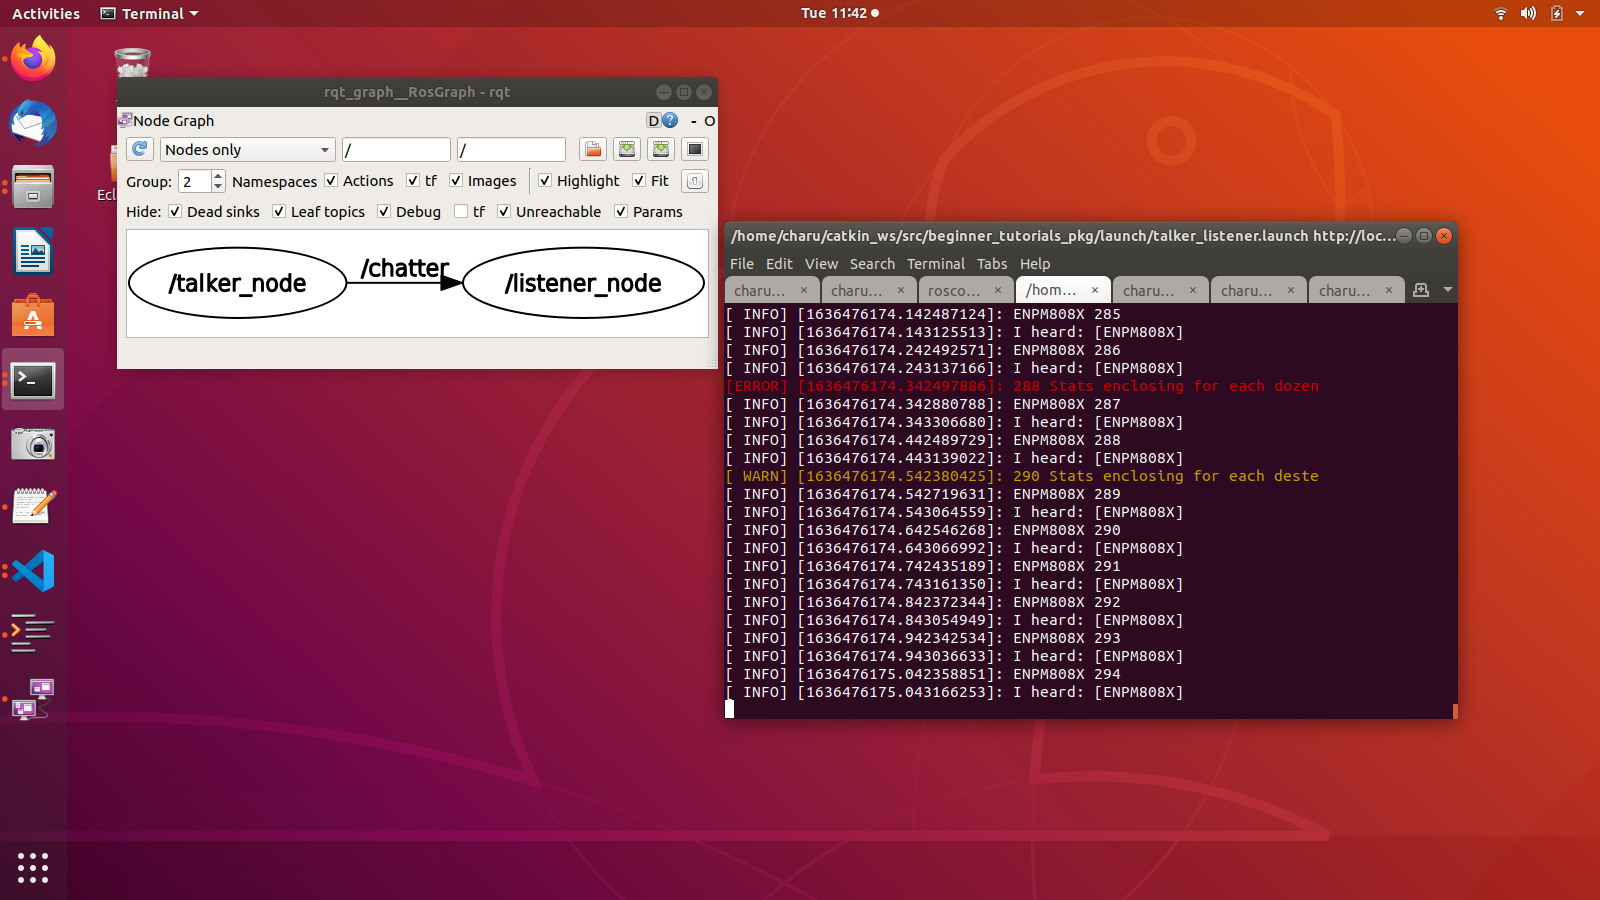 Activities Terminal Tue 11:42
Ecl
rqt_graph__RosGraph - rqt
Node Graph D ? - O
Nodes only / /
Group: 2 Namespaces Actions tf Images Highlight Fit
Hide: Dead sinks Leaf topics Debug tf Unreachable Params
/talker_node /chatter /listener_node
/home/charu/catkin_ws/src/beginner_tutorials_pkg/launch/talker_listener.launch http://loc...
File Edit View Search Terminal Tabs Help
charu... × charu... × rosco... × /hom... × charu... × charu... × charu... ×
[ INFO] [1636476174.142487124]: ENPM808X 285
[ INFO] [1636476174.143125513]: I heard: [ENPM808X]
[ INFO] [1636476174.242492571]: ENPM808X 286
[ INFO] [1636476174.243137166]: I heard: [ENPM808X]
[ERROR] [1636476174.342497886]: 288 Stats enclosing for each dozen
[ INFO] [1636476174.342880788]: ENPM808X 287
[ INFO] [1636476174.343306680]: I heard: [ENPM808X]
[ INFO] [1636476174.442489729]: ENPM808X 288
[ INFO] [1636476174.443139022]: I heard: [ENPM808X]
[ WARN] [1636476174.542380425]: 290 Stats enclosing for each deste
[ INFO] [1636476174.542719631]: ENPM808X 289
[ INFO] [1636476174.543064559]: I heard: [ENPM808X]
[ INFO] [1636476174.642546268]: ENPM808X 290
[ INFO] [1636476174.643066992]: I heard: [ENPM808X]
[ INFO] [1636476174.742435189]: ENPM808X 291
[ INFO] [1636476174.743161350]: I heard: [ENPM808X]
[ INFO] [1636476174.842372344]: ENPM808X 292
[ INFO] [1636476174.843054949]: I heard: [ENPM808X]
[ INFO] [1636476174.942342534]: ENPM808X 293
[ INFO] [1636476174.943036633]: I heard: [ENPM808X]
[ INFO] [1636476175.042358851]: ENPM808X 294
[ INFO] [1636476175.043166253]: I heard: [ENPM808X]